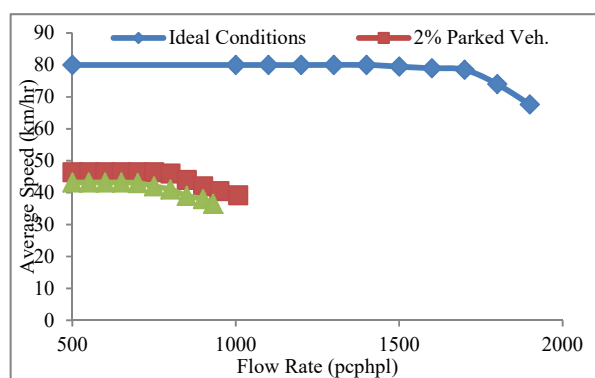 Ideal Conditions 2% Parked Veh.
Average Speed (km/hr)
90
80
70
60
50
40
30
20
10
0
500 1000 1500 2000
Flow Rate (pcphpl)